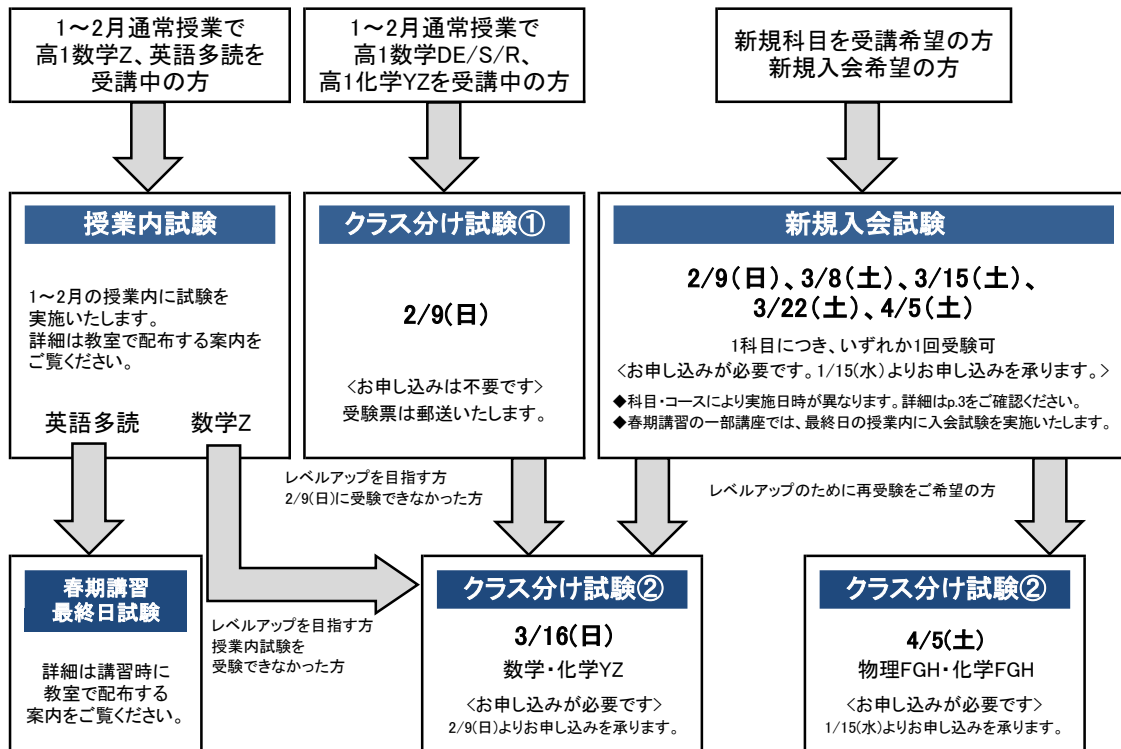 1～2月通常授業で
高1数学Z、英語多読を
受講中の方
1～2月通常授業で
高1数学DE/S/R、
高1化学YZを受講中の方
新規科目を受講希望の方
新規入会希望の方
授業内試験
1～2月の授業内に試験を
実施いたします。
詳細は教室で配布する案内を
ご覧ください。
英語多読
数学Z
クラス分け試験①
2/9(日)
<お申し込みは不要です>
受験票は郵送いたします。
新規入会試験
2/9(日)、3/8(土)、3/15(土)、
3/22(土)、4/5(土)
1科目につき、いずれか1回受験可
<お申し込みが必要です。1/15(水)よりお申し込みを承ります。>
◆科目・コースにより実施日時が異なります。詳細はp.3をご確認ください。
◆春期講習の一部講座では、最終日の授業内に入会試験を実施いたします。
レベルアップを目指す方
2/9(日)に受験できなかった方
レベルアップのために再受験をご希望の方
春期講習
最終日試験
詳細は講習時に
教室で配布する
案内をご覧ください。
レベルアップを目指す方
授業内試験を
受験できなかった方
クラス分け試験②
3/16(日)
数学・化学YZ
<お申し込みが必要です>
2/9(日)よりお申し込みを承ります。
クラス分け試験②
4/5(土)
物理FGH・化学FGH
<お申し込みが必要です>
1/15(水)よりお申し込みを承ります。